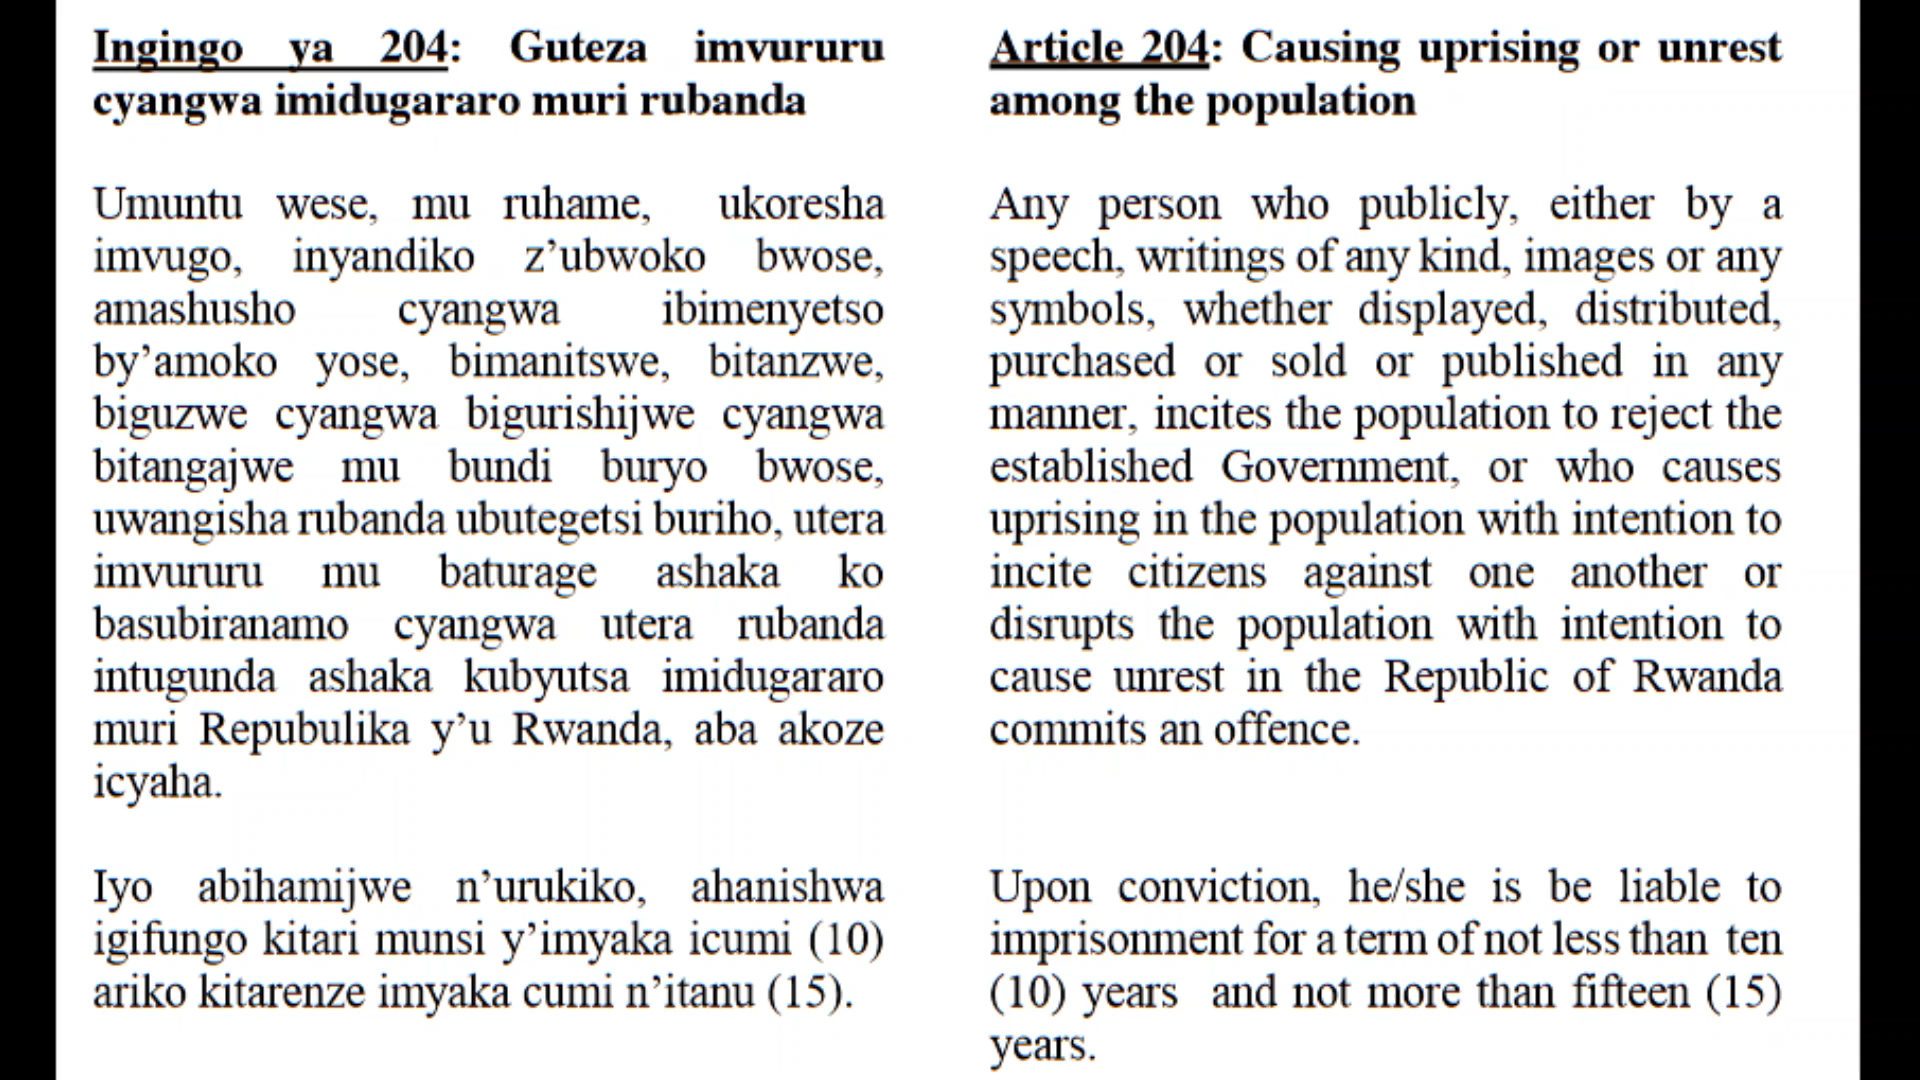 Ingingo ya 204: Guteza imvururu
cyangwa imidugararo muri rubanda
Umuntu wese, mu ruhame, ukoresha
imvugo, inyandiko z’ubwoko bwose,
amashusho cyangwa ibimenyetso
by’amoko yose, bimanitswe, bitanzwe,
biguzwe cyangwa bigurishijwe cyangwa
bitangajwe mu bundi buryo bwose,
uwangisha rubanda ubutegetsi buriho, utera
imvururu mu baturage ashaka ko
basubiranamo cyangwa utera rubanda
intugunda ashaka kubyutsa imidugararo
muri Repubulika y’u Rwanda, aba akoze
icyaha.
Iyo abihamijwe n’urukiko, ahanishwa
igifungo kitari munsi y’imyaka icumi (10)
ariko kitarenze imyaka cumi n’itanu (15).
Article 204: Causing uprising or unrest
among the population
Any person who publicly, either by a
speech, writings of any kind, images or any
symbols, whether displayed, distributed,
purchased or sold or published in any
manner, incites the population to reject the
established Government, or who causes
uprising in the population with intention to
incite citizens against one another or
disrupts the population with intention to
cause unrest in the Republic of Rwanda
commits an offence.
Upon conviction, he/she is be liable to
imprisonment for a term of not less than ten
(10) years and not more than fifteen (15)
years.